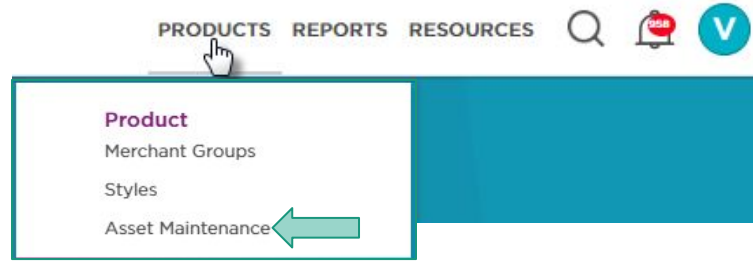 PRODUCTS REPORTS RESOURCES 958 V
Product
Merchant Groups
Styles
Asset Maintenance